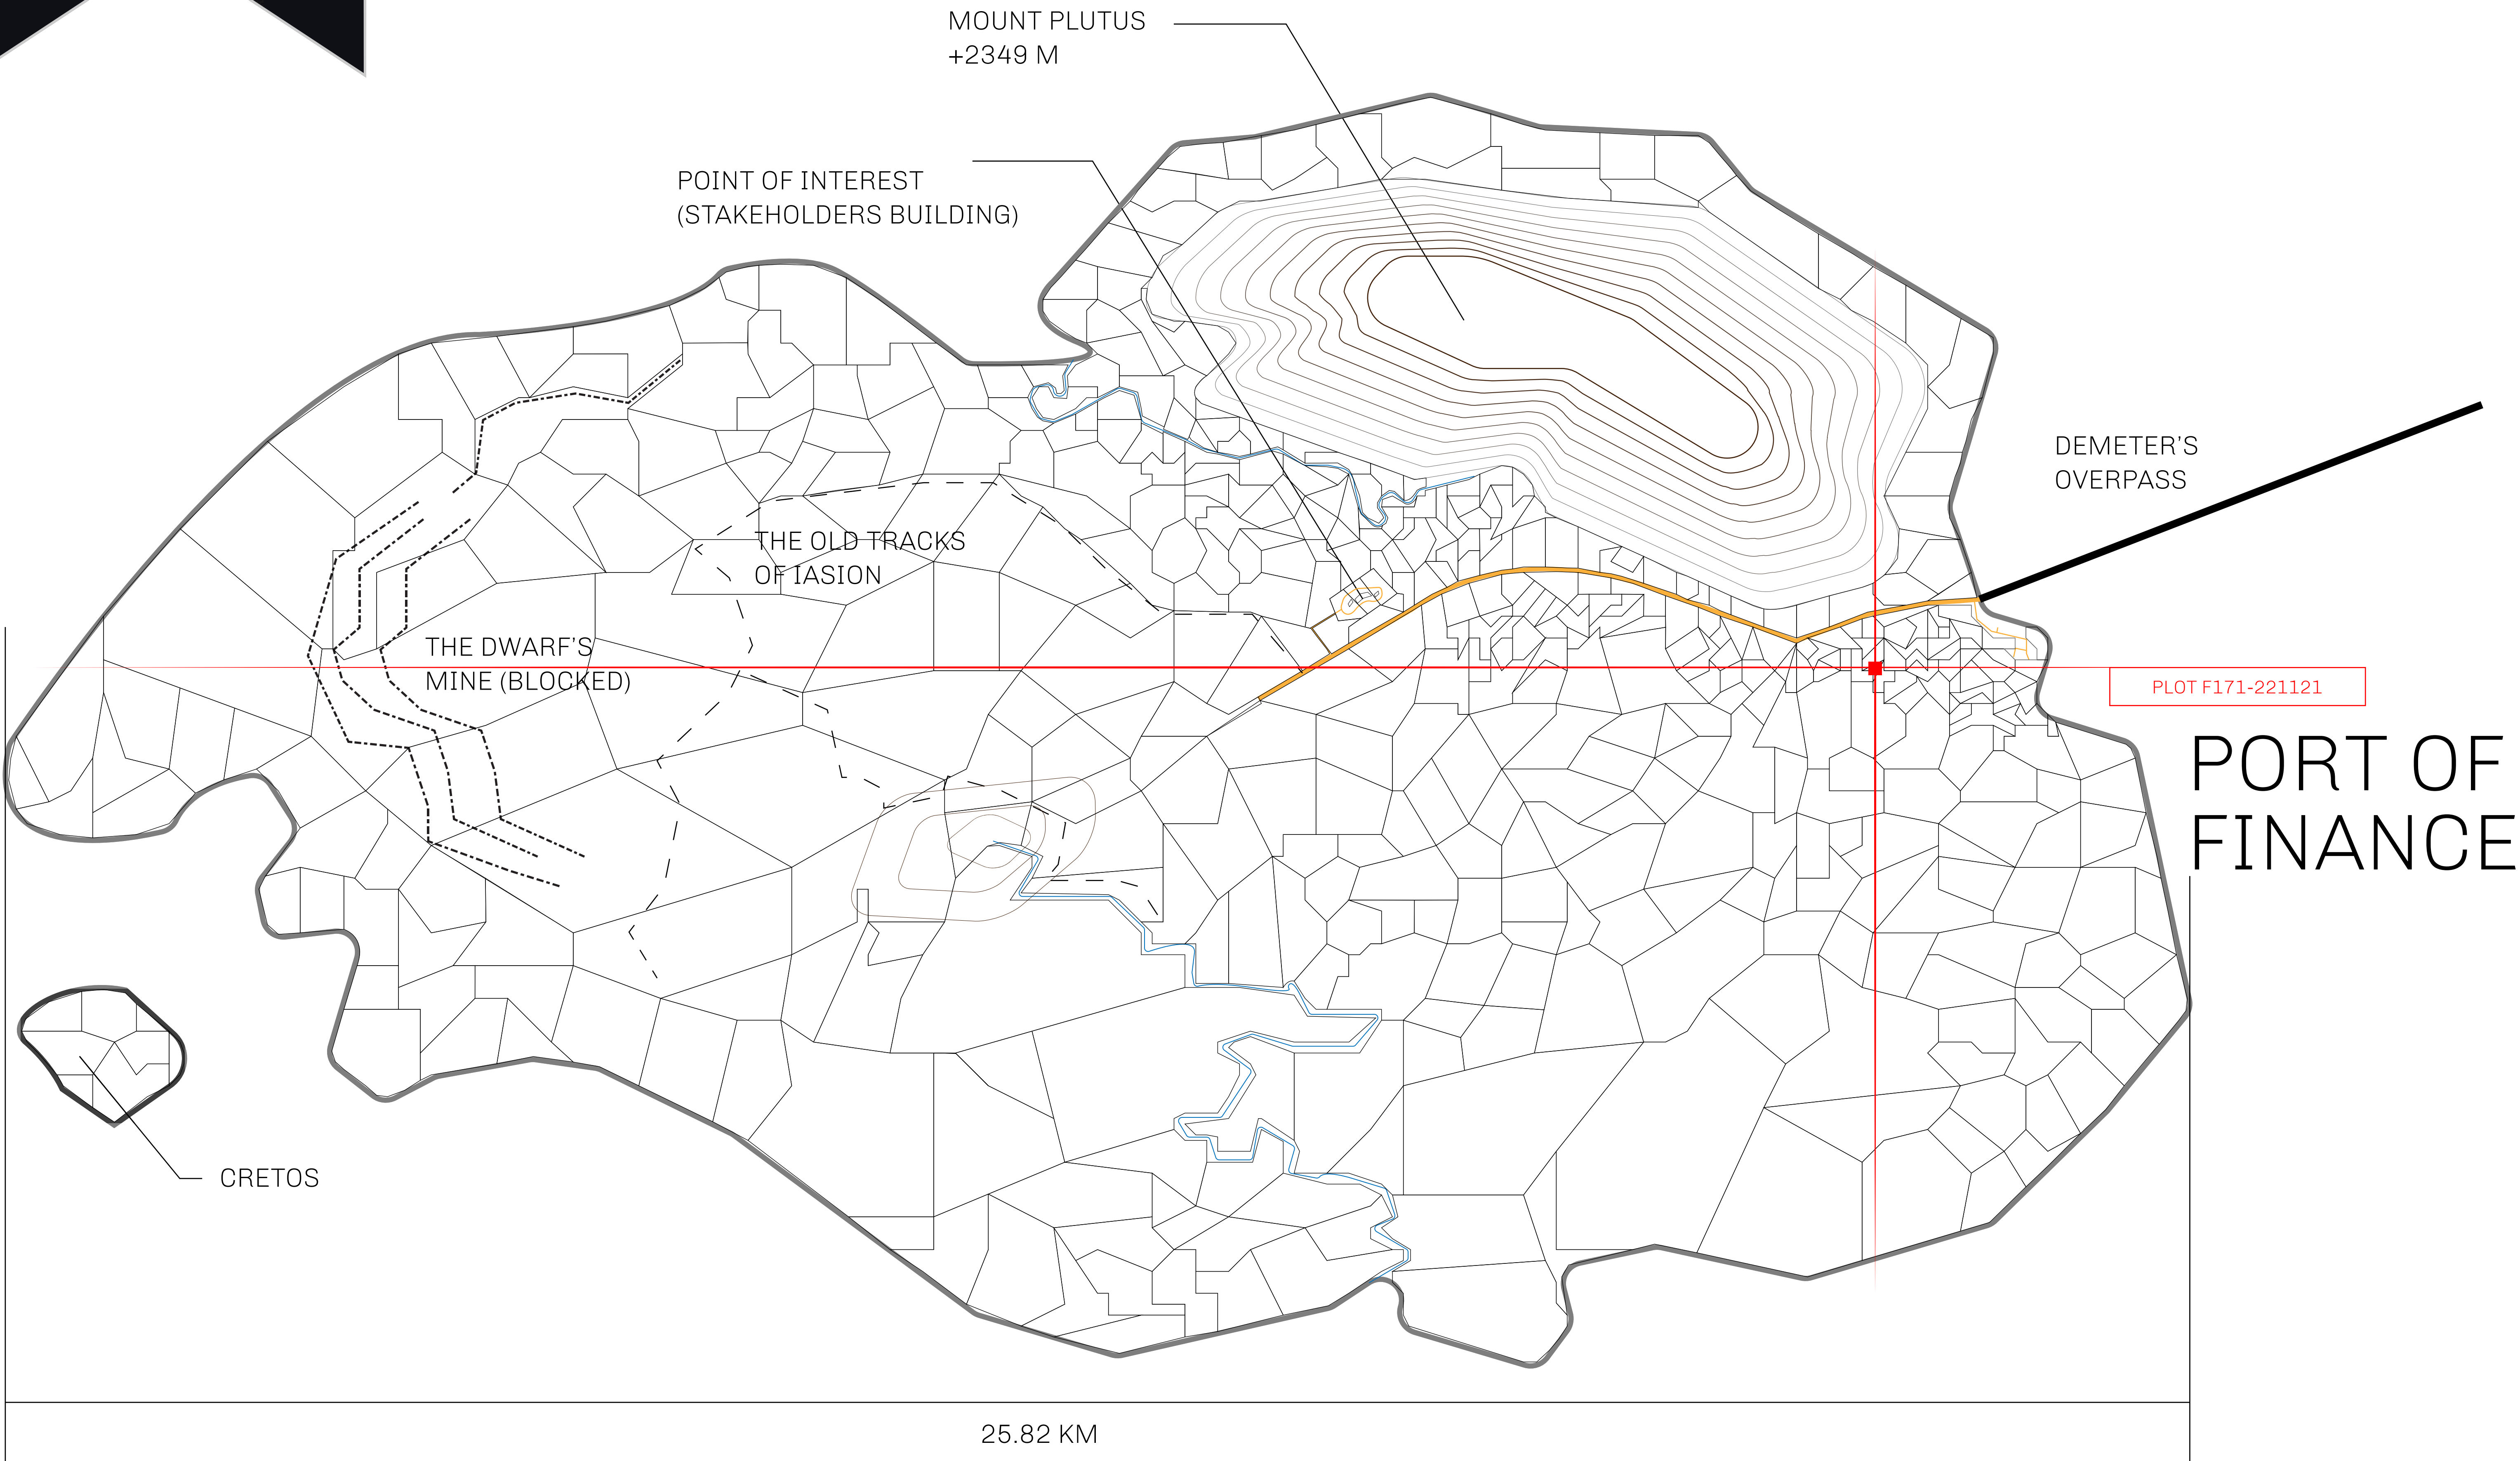 MOUNT PLUTUS
+2349 M
POINT OF INTEREST
(STAKEHOLDERS BUILDING)
DEMETER'S
OVERPASS
THE OLD TRACKS
OF IASION
THE DWARF'S
MINE (BLOCKED)
PLOT F171-221121
PORT OF
FINANCE
CRETOS
25.82 KM